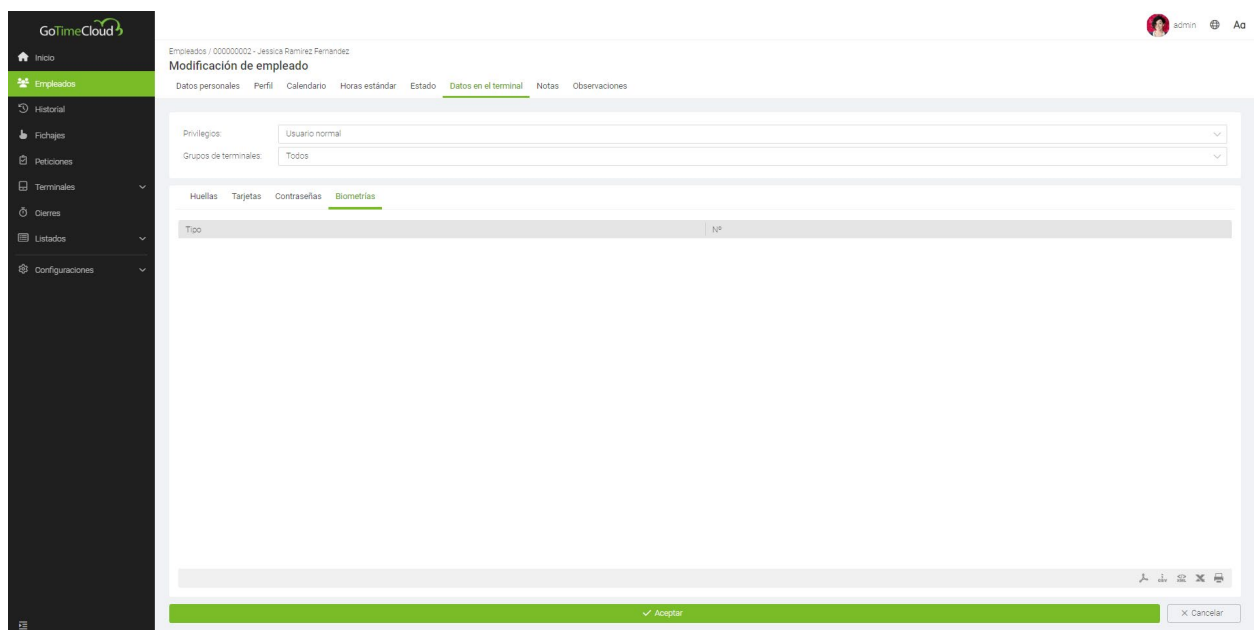 GoTimeCloud
admin Aa
Inicio
Empleados
Historial
Fichajes
Peticiones
Terminales
Cierres
Listados
Configuraciones
Empleados / 000000002 - Jessica Ramirez Fernandez
Modificación de empleado
Datos personales Perfil Calendario Horas estándar Estado Datos en el terminal Notas Observaciones
Privilegios: Usuario normal
Grupos de terminales: Todos
Huellas Tarjetas Contraseñas Biometrías
Tipo Nº
Aceptar Cancelar